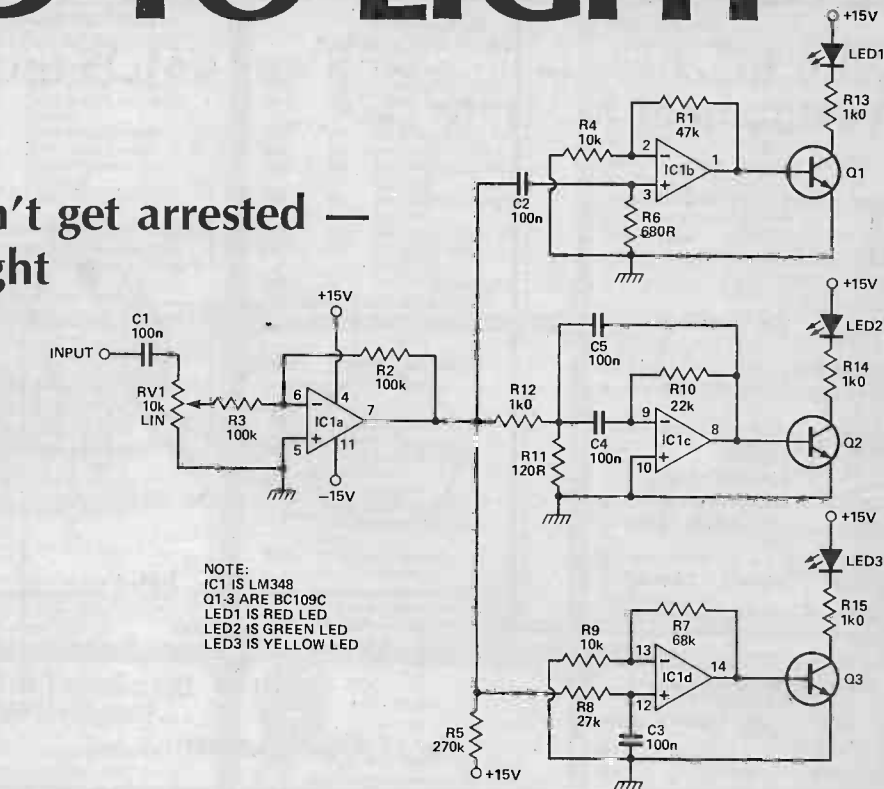 TO LIGHT
n't get arrested —
ght
+15V
LED1
R13
1k0
R1
47k
R4
10k
2
1
IC1b
3
Q1
C2
100n
R6
680R
+15V
LED2
R14
1k0
C5
100n
R10
22k
R12
1k0
9
8
IC1c
C4
100n
10
Q2
R11
120R
+15V
C1
100n
INPUT
R2
100k
RV1
10k
LIN
R3
100k
6
4
7
IC1a
5
11
−15V
+15V
LED3
R15
1k0
NOTE:
IC1 IS LM348
Q1-3 ARE BC109C
LED1 IS RED LED
LED2 IS GREEN LED
LED3 IS YELLOW LED
R7
68k
R9
10k
13
14
IC1d
12
Q3
R8
27k
C3
100n
R5
270k
+15V